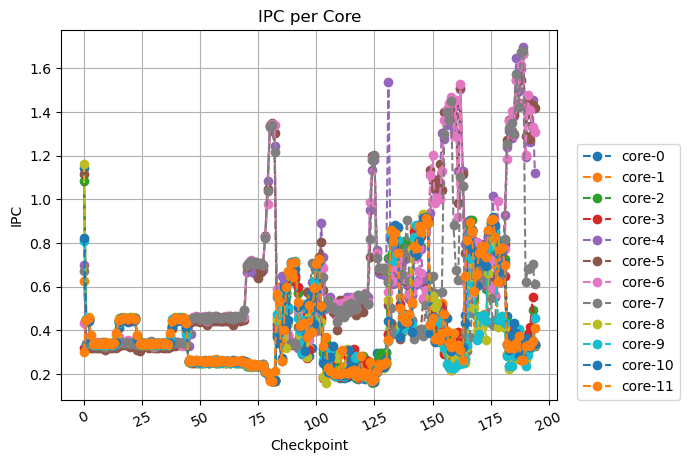 IPC per Core
IPC
1.6
1.4
1.2
1.0
0.8
0.6
0.4
0.2
0
25
50
75
100
125
150
175
200
Checkpoint
core-0
core-1
core-2
core-3
core-4
core-5
core-6
core-7
core-8
core-9
core-10
core-11